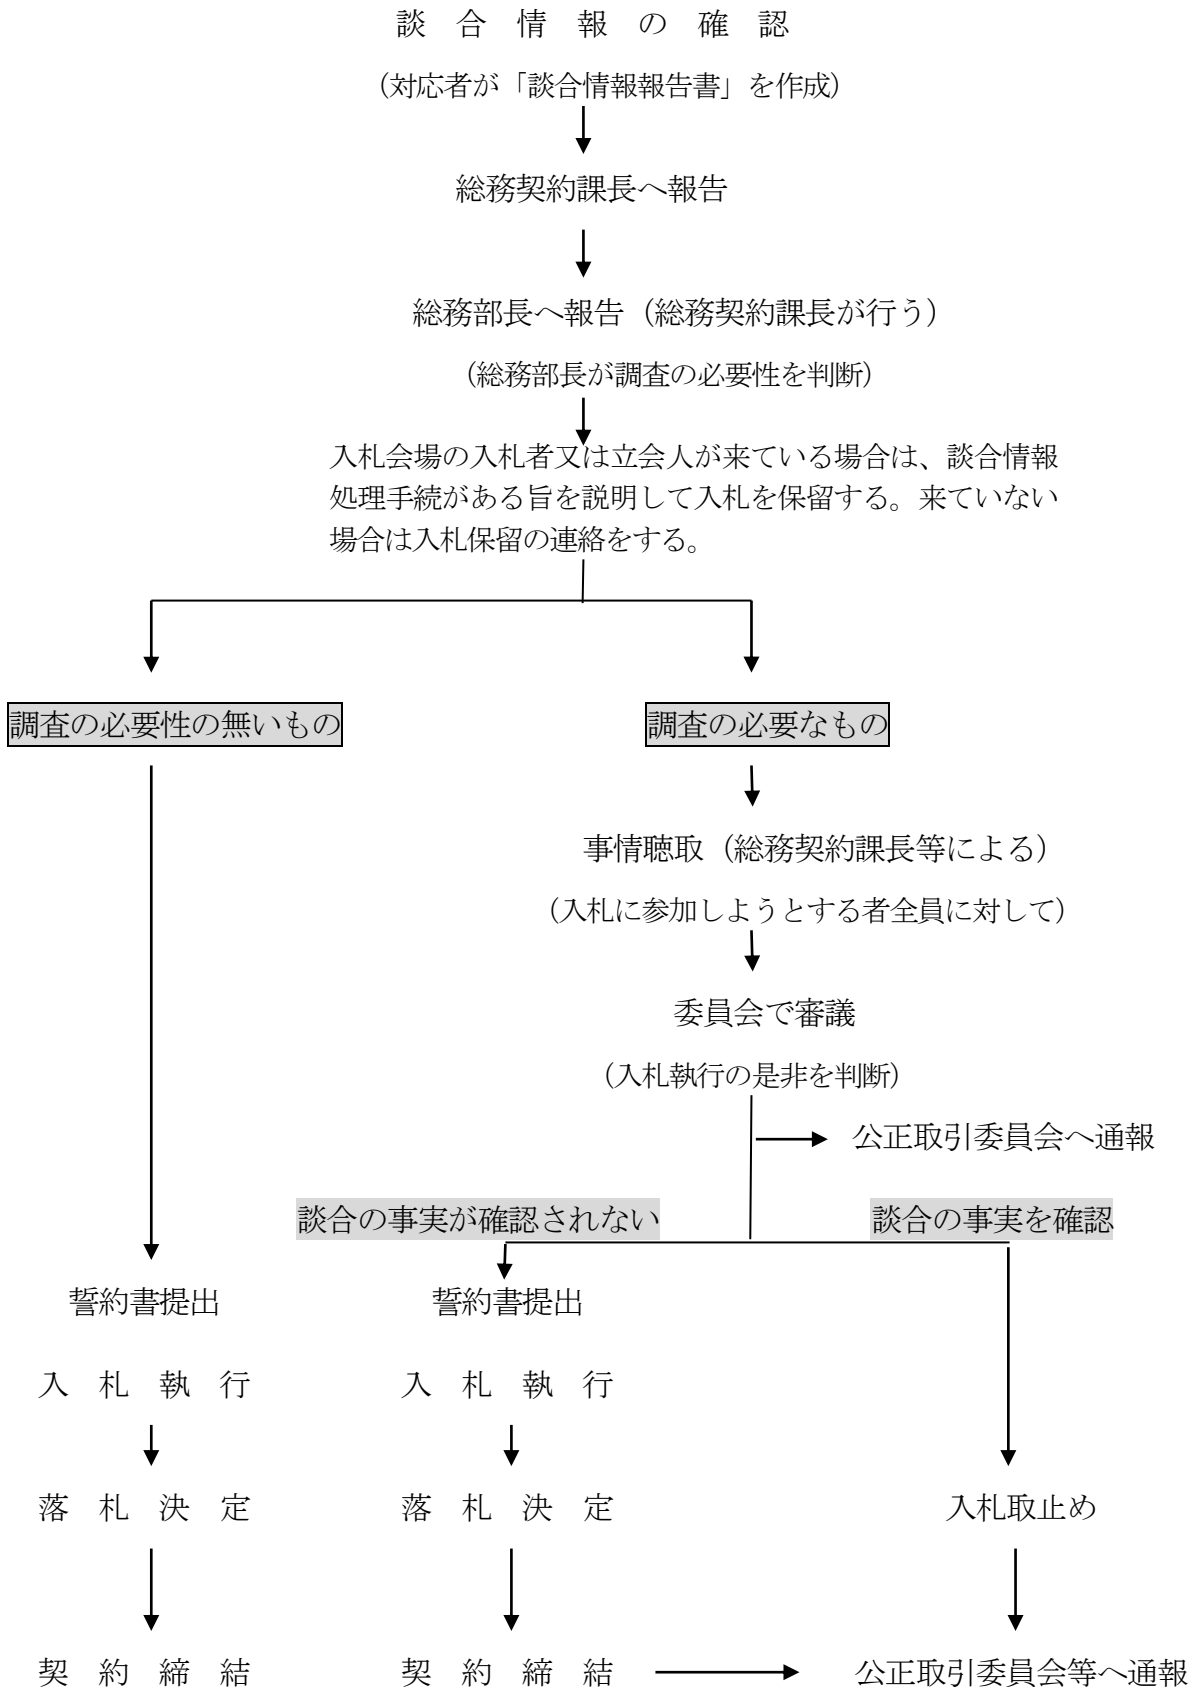 談合情報の確認
（対応者が「談合情報報告書」を作成）
総務契約課長へ報告
総務部長へ報告（総務契約課長が行う）
（総務部長が調査の必要性を判断）
入札会場の入札者又は立会人が来ている場合は、談合情報
処理手続がある旨を説明して入札を保留する。来ていない
場合は入札保留の連絡をする。
調査の必要性の無いもの
調査の必要なもの
事情聴取（総務契約課長等による）
（入札に参加しようとする者全員に対して）
委員会で審議
（入札執行の是非を判断）
公正取引委員会へ通報
談合の事実が確認されない
談合の事実を確認
誓約書提出
誓約書提出
入札執行
入札執行
落札決定
落札決定
入札取止め
契約締結
契約締結
公正取引委員会等へ通報